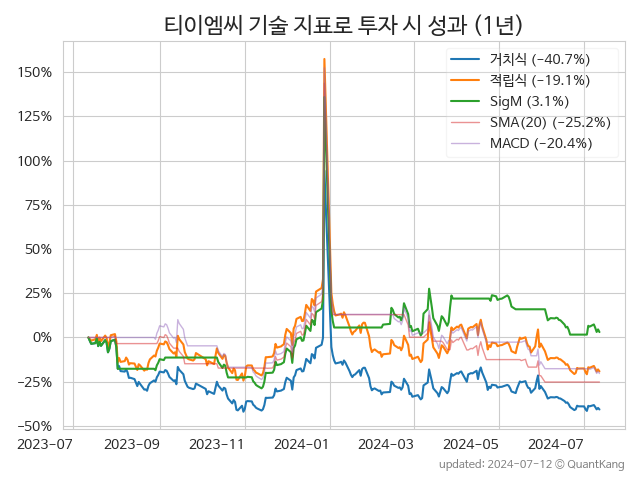 티이엠씨 기술 지표로 투자 시 성과 (1년)
거치식 (−40.7%)
적립식 (−19.1%)
SigM (3.1%)
SMA(20) (−25.2%)
MACD (−20.4%)
150%
125%
100%
75%
50%
25%
0%
−25%
−50%
2023-07 2023-09 2023-11 2024-01 2024-03 2024-05 2024-07
updated: 2024-07-12 © QuantKang